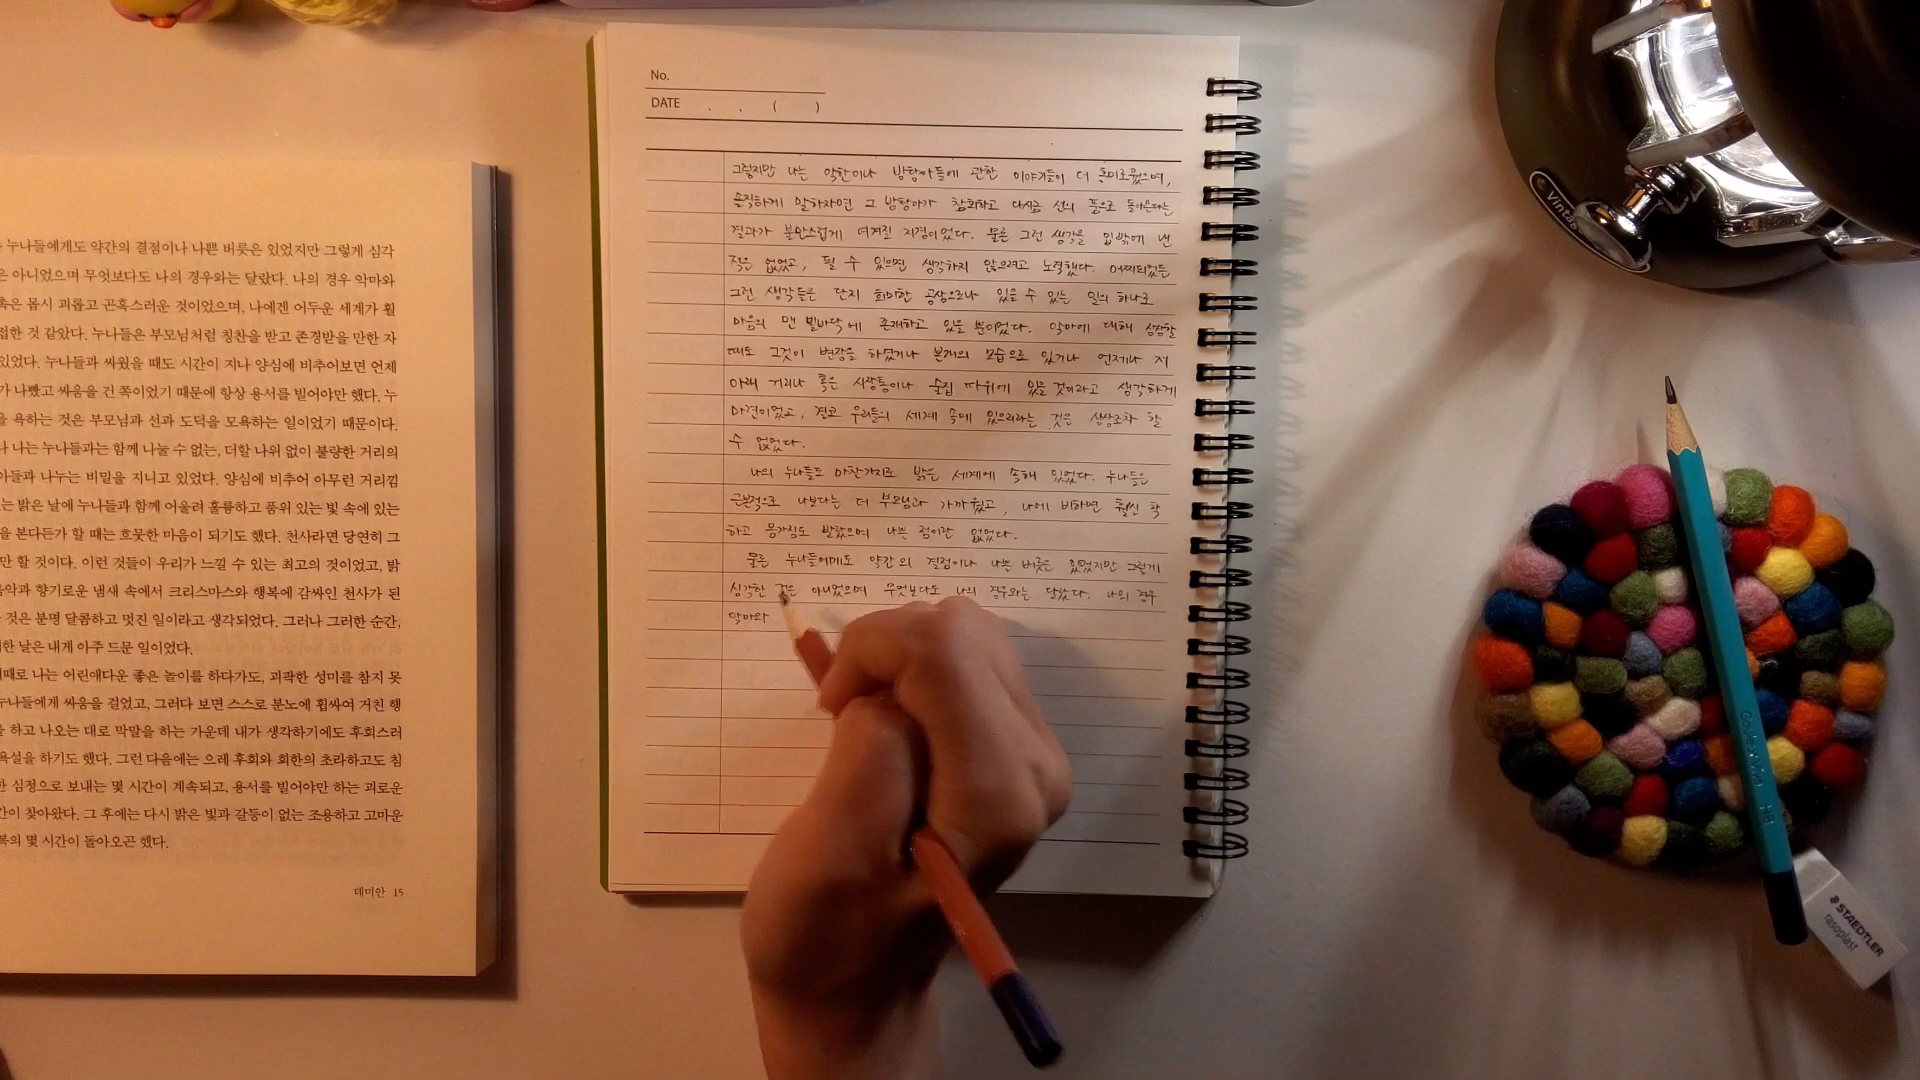 누나들에게도 약간의 결점이나 나쁜 버릇은 있었지만 그렇게 심각
은 아니었으며 무엇보다도 나의 경우와는 달랐다. 나의 경우 악마와
촉은 몹시 괴롭고 곤혹스러운 것이었으며, 나에겐 어두운 세계가 훨
접한 것 같았다. 누나들은 부모님처럼 칭찬을 받고 존경받을 만한 자
있었다. 누나들과 싸웠을 때도 시간이 지나 양심에 비추어보면 언제
가 나빴고 싸움을 건 쪽이었기 때문에 항상 용서를 빌어야만 했다. 누
을 욕하는 것은 부모님과 선과 도덕을 모욕하는 일이었기 때문이다.
나 나는 누나들과는 함께 나눌 수 없는, 더할 나위 없이 불량한 거리의
아들과 나누는 비밀을 지니고 있었다. 양심에 비추어 아무런 거리낌
는 밝은 날에 누나들과 함께 어울려 훌륭하고 품위 있는 빛 속에 있는
을 본다든가 할 때는 흐뭇한 마음이 되기도 했다. 천사라면 당연히 그
만 할 것이다. 이런 것들이 우리가 느낄 수 있는 최고의 것이었고, 밝
음악과 향기로운 냄새 속에서 크리스마스와 행복에 감싸인 천사가 된
것은 분명 달콤하고 멋진 일이라고 생각되었다. 그러나 그러한 순간,
한 날은 내게 아주 드문 일이었다.
때로 나는 어린애다운 좋은 놀이를 하다가도, 괴팍한 성미를 참지 못
누나들에게 싸움을 걸었고, 그러다 보면 스스로 분노에 휩싸여 거친 행
을 하고 나오는 대로 막말을 하는 가운데 내가 생각하기에도 후회스러
욕설을 하기도 했다. 그런 다음에는 으레 후회와 회한의 초라하고도 침
한 심정으로 보내는 몇 시간이 계속되고, 용서를 빌어야만 하는 괴로운
간이 찾아왔다. 그 후에는 다시 밝은 빛과 갈등이 없는 조용하고 고마운
복의 몇 시간이 돌아오곤 했다.
데미안 15
No.
DATE . . ( )
그렇지만 나는 악한이나 방탕아들에 관한 이야기들이 더 흥미로웠으며,
솔직하게 말하자면 그 방탕아가 참회하고 다시금 선의 품으로 돌아온다는
결과가 불만스럽게 여겨질 지경이었다. 물론 그런 생각을 입 밖에 낸
적은 없었고, 될 수 있으면 생각하지 않으려고 노력했다. 어찌되었든
그런 생각들은 단지 희미한 공상으로나 있을 수 있는 일의 하나로
마음의 맨 밑바닥에 존재하고 있을 뿐이었다. 악마에 대해 상상할
때도 그것이 변장을 하였거나 본래의 모습으로 있거나 언제나 저
아래 거리나 혹은 시장통이나 술집 따위에 있을 것이라고 생각하게
마련이었고, 결코 우리들의 세계 속에 있으리라는 것은 상상조차 할
수 없었다.
나의 누나들도 마찬가지로 밝은 세계에 속해 있었다. 누나들은
근본적으로 나보다는 더 부모님과 가까웠고, 나에 비하면 훨씬 착
하고 몸가짐도 발랐으며 나쁜 점이란 없었다.
물론 누나들에게도 약간의 결점이나 나쁜 버릇은 있었지만 그렇게
심각한 것은 아니었으며 무엇보다도 나의 경우와는 달랐다. 나의 경우
악마와
Vintage
HB
STAEDTLER
rasoplast